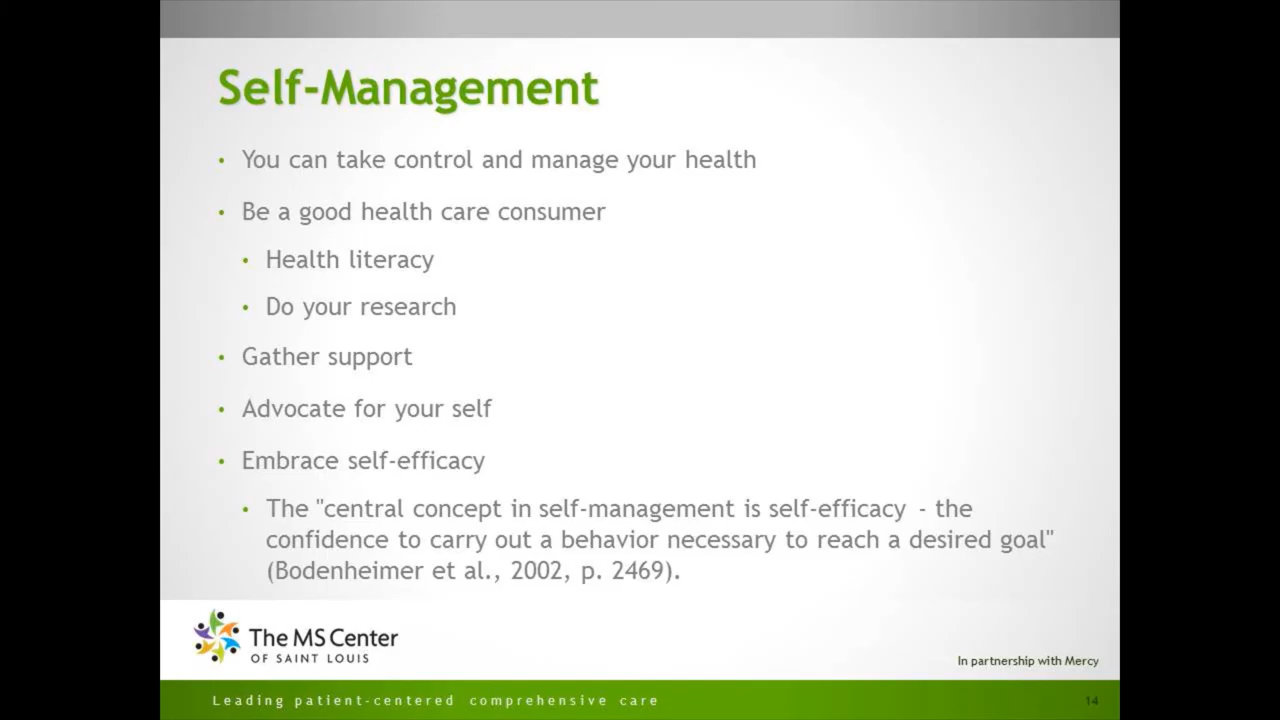 Self-Management
• You can take control and manage your health
• Be a good health care consumer
• Health literacy
• Do your research
• Gather support
• Advocate for your self
• Embrace self-efficacy
• The "central concept in self-management is self-efficacy - the
confidence to carry out a behavior necessary to reach a desired goal"
(Bodenheimer et al., 2002, p. 2469).
The MS Center
OF SAINT LOUIS
In partnership with Mercy
Leading patient-centered comprehensive care
14